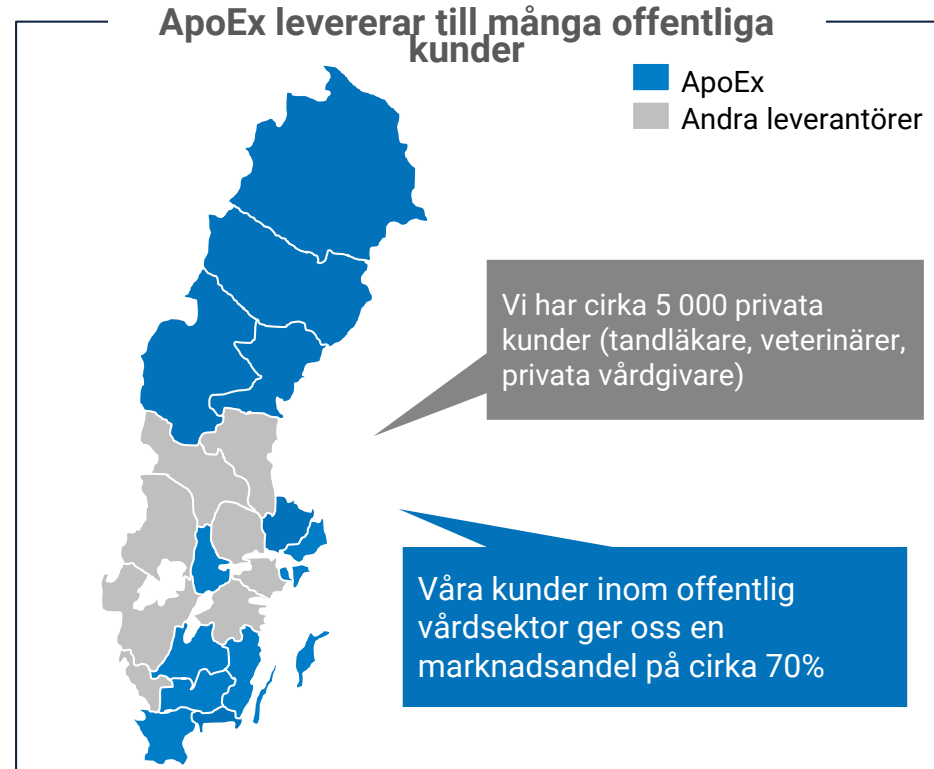 ApoEx levererar till många offentliga
kunder
ApoEx
Andra leverantörer
Vi har cirka 5 000 privata
kunder (tandläkare, veterinärer,
privata vårdgivare)
Våra kunder inom offentlig
vårdsektor ger oss en
marknadsandel på cirka 70%